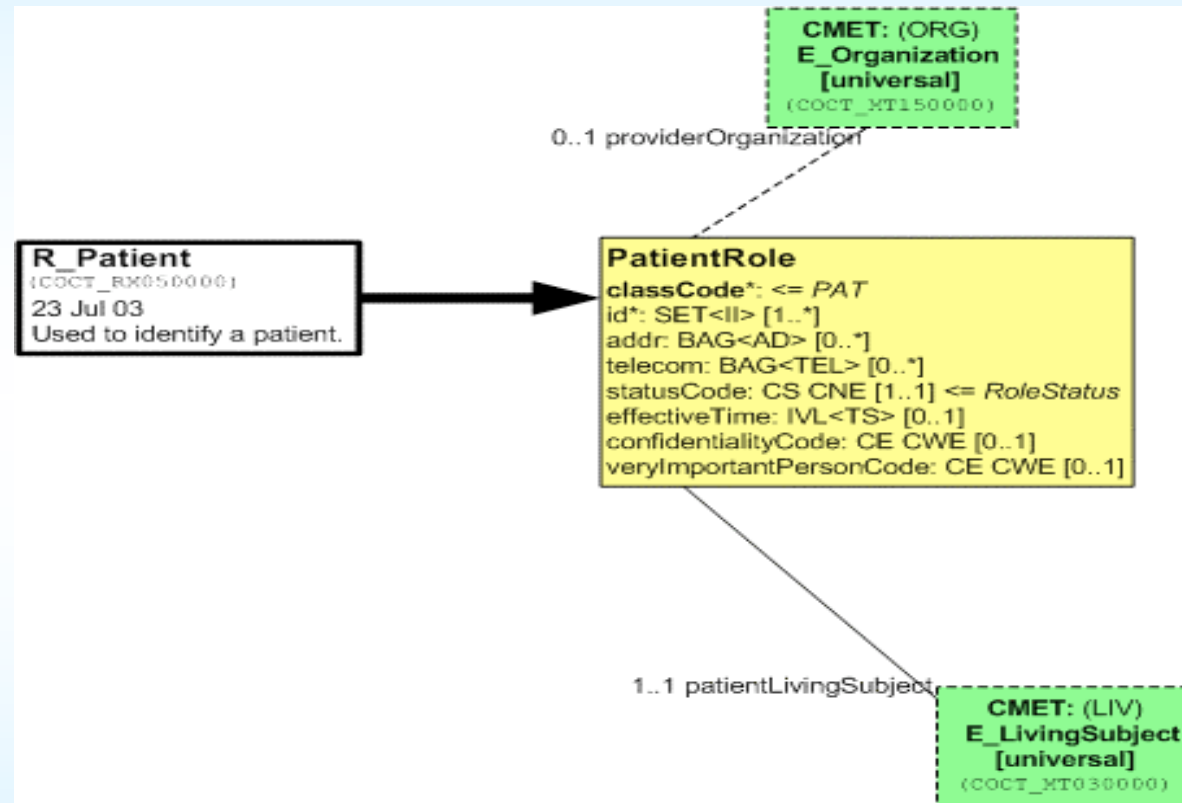 CMET: (ORG)
E_Organization
[universal]
(COCT_MT150000)
0..1 providerOrganization
R_Patient
(COCT_RM050000)
23 Jul 03
Used to identify a patient.
PatientRole
classCode*: <= PAT
id*: SET<II> [1..*]
addr: BAG<AD> [0..*]
telecom: BAG<TEL> [0..*]
statusCode: CS CNE [1..1] <= RoleStatus
effectiveTime: IVL<TS> [0..1]
confidentialityCode: CE CWE [0..1]
veryImportantPersonCode: CE CWE [0..1]
1..1 patientLivingSubject
CMET: (LIV)
E_LivingSubject
[universal]
(COCT_MT030000)